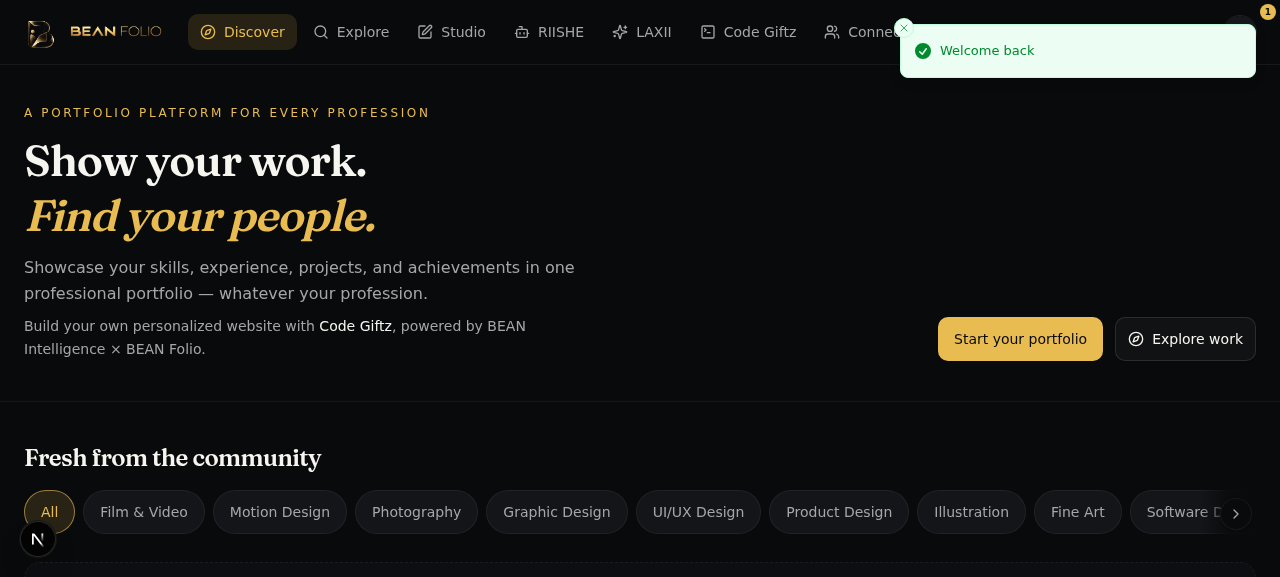 BEAN FOLIO
Discover
Explore
Studio
RIISHE
LAXII
Code Giftz
Welcome back
1
A PORTFOLIO PLATFORM FOR EVERY PROFESSION
Show your work.
Find your people.
Showcase your skills, experience, projects, and achievements in one
professional portfolio — whatever your profession.
Build your own personalized website with Code Giftz, powered by BEAN
Intelligence × BEAN Folio.
Start your portfolio
Explore work
Fresh from the community
All
Film & Video
Motion Design
Photography
Graphic Design
UI/UX Design
Product Design
Illustration
Fine Art
Software
N